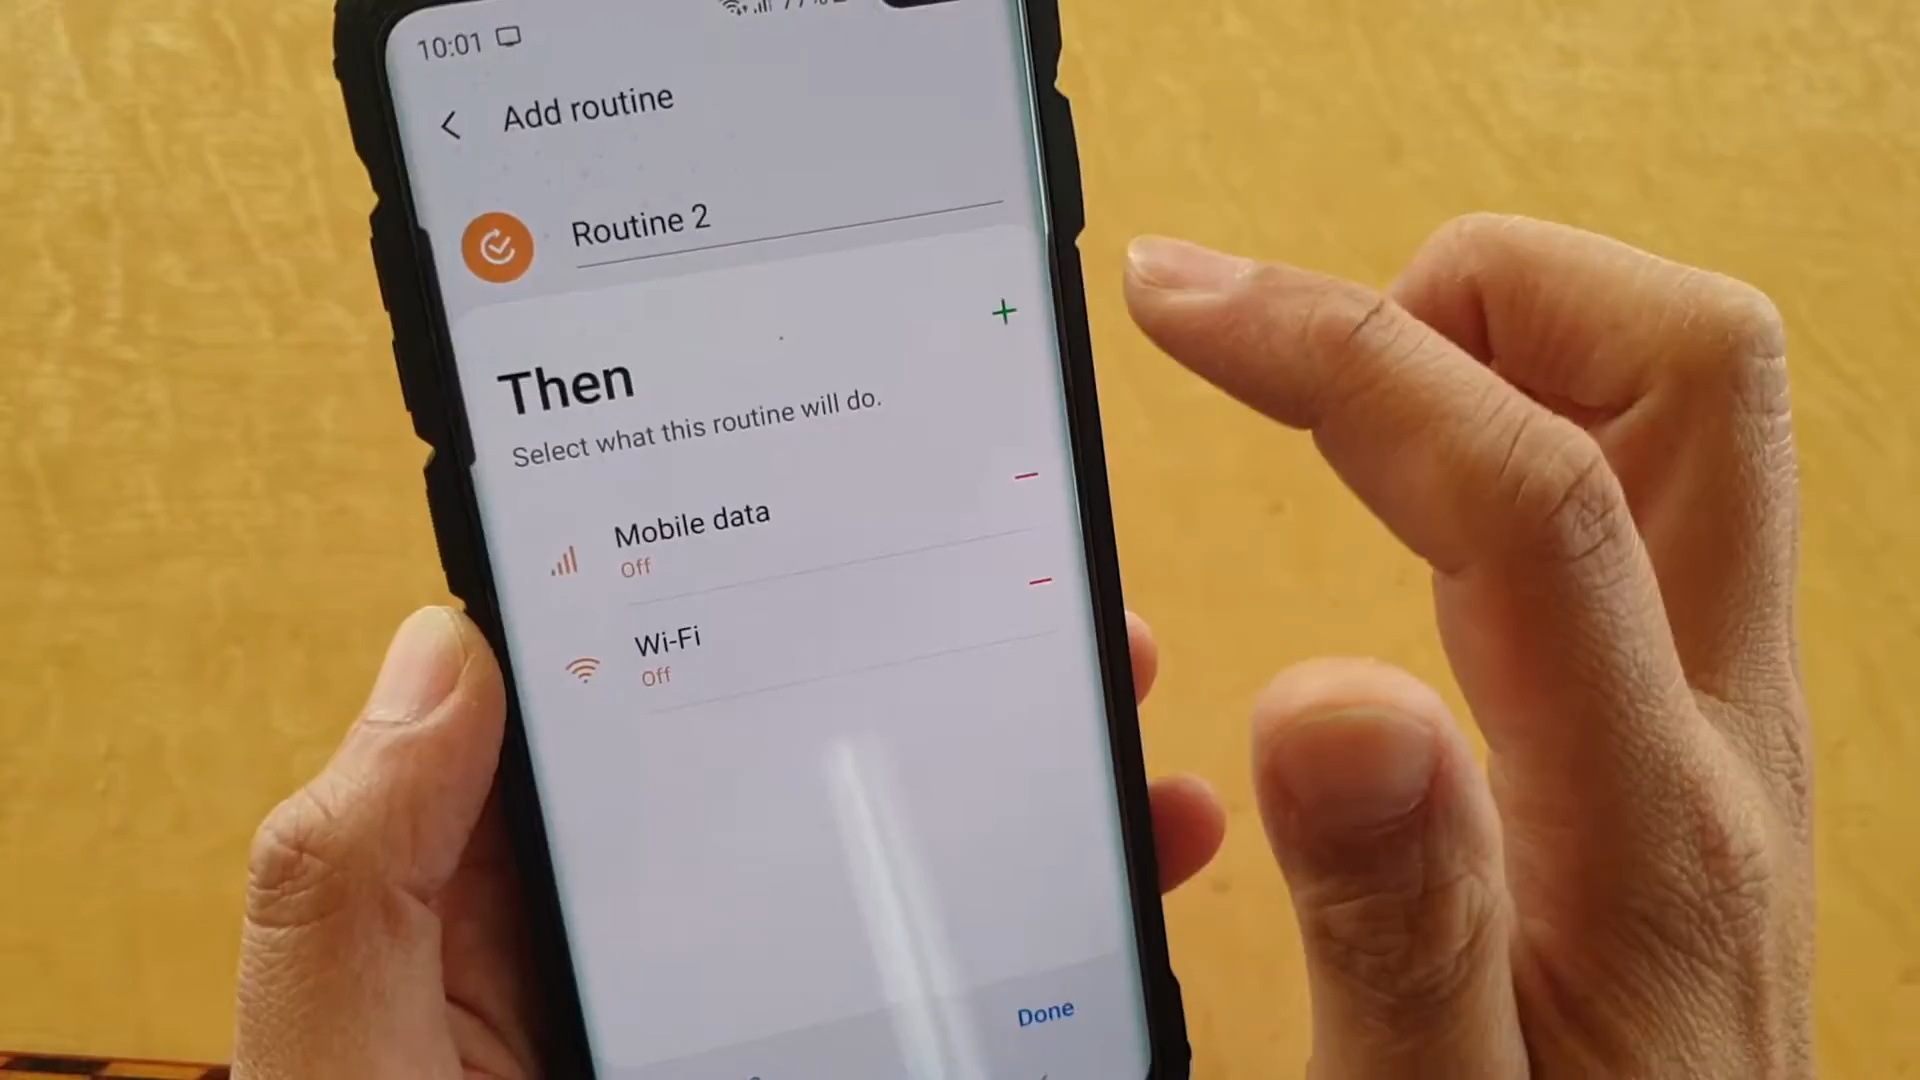 10:01
Add routine
Routine 2
Then
Select what this routine will do.
Mobile data
Off
Wi-Fi
Off
Done